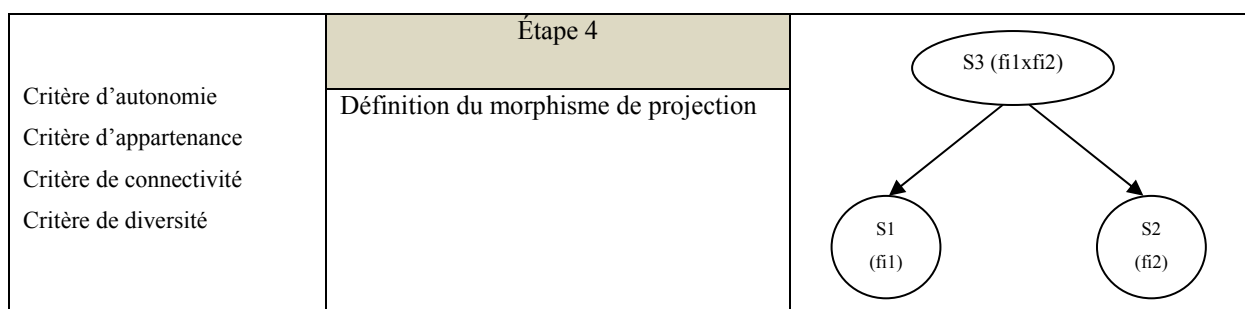 Critère d'autonomie
Critère d'appartenance
Critère de connectivité
Critère de diversité
Étape 4
Définition du morphisme de projection
S3 (fi1xfi2)
S1
(fi1)
S2
(fi2)